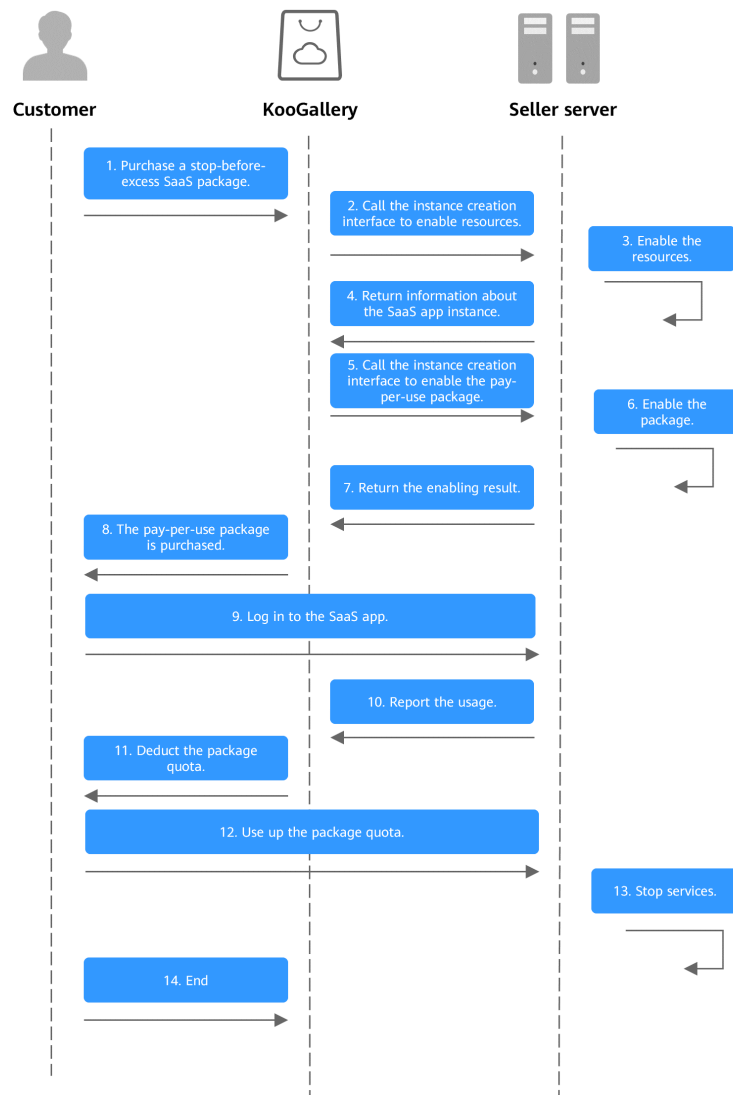 Customer
KooGallery
Seller server
1. Purchase a stop-before-
excess SaaS package.
2. Call the instance creation
interface to enable resources.
3. Enable the
resources.
4. Return information about
the SaaS app instance.
5. Call the instance creation
interface to enable the pay-
per-use package.
6. Enable the
package.
7. Return the enabling result.
8. The pay-per-use package
is purchased.
9. Log in to the SaaS app.
10. Report the usage.
11. Deduct the package
quota.
12. Use up the package quota.
13. Stop services.
14. End